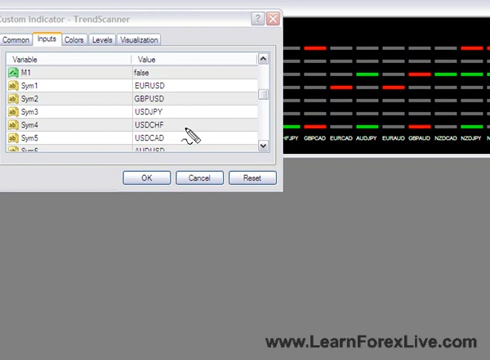 Custom Indicator - TrendScanner
Common Inputs Colors Levels Visualization
Variable Value
M1 false
Sym1 EURUSD
Sym2 GBPUSD
Sym3 USDJPY
Sym4 USDCHF
Sym5 USDCAD
AUDUSD
OK Cancel Reset
GBPCAD EURCAD AUDJPY EURAUD NZDCAD NZDJPY
www.LearnForexLive.com